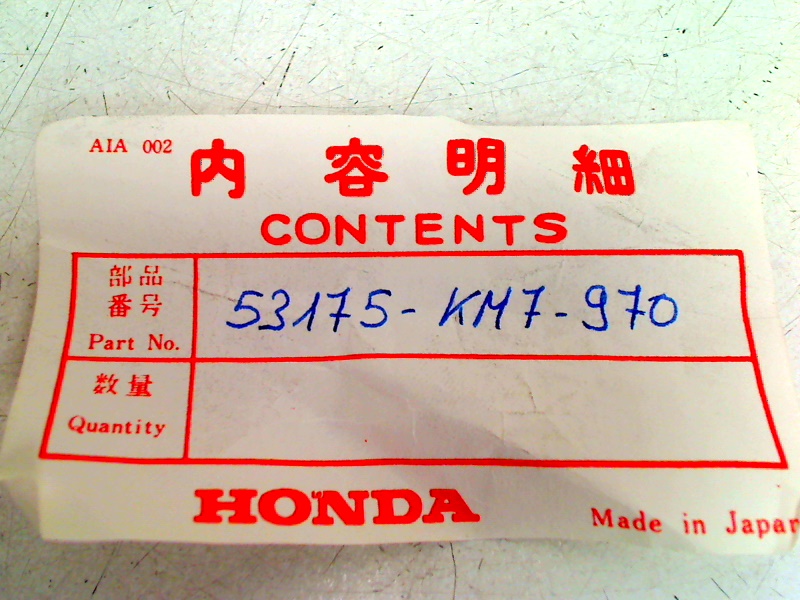 AIA 002 内容明細
CONTENTS
部品
番号
Part No.
53175-KM7-970
数量
Quantity
HONDA
Made in Japan